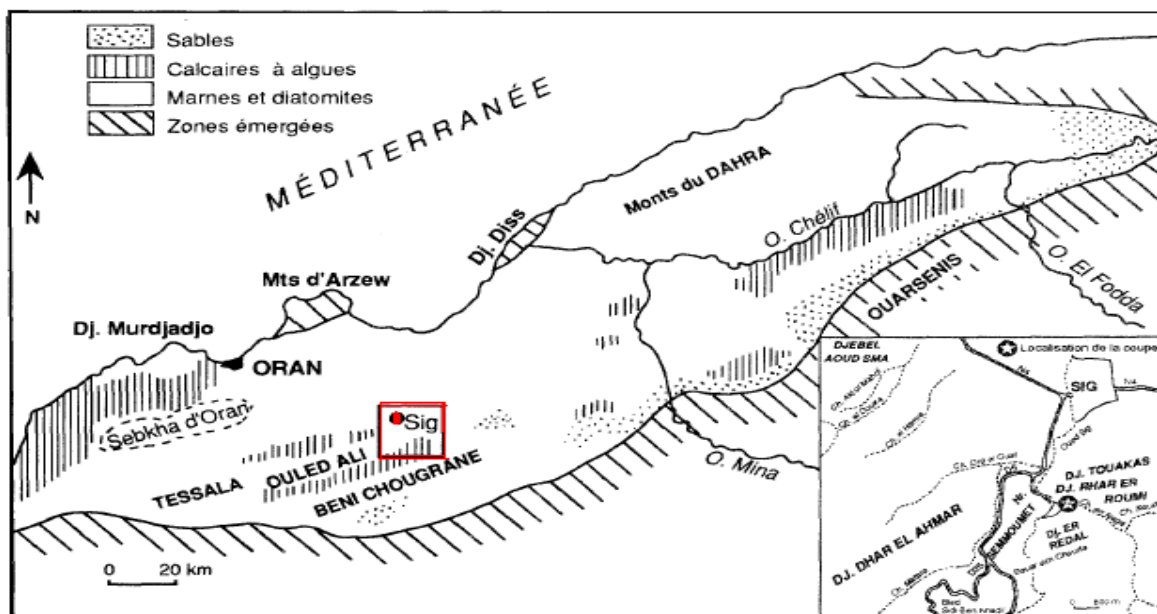 Sables
Calcaires à algues
Marnes et diatomites
Zones émergées
MÉDITERRANÉE
N
Monts du DAHRA
O. Chélif
Dj. Diss
Mts d'Arzew
Dj. Murdjadjo
ORAN
OUARSENIS
O. El Fodda
Sebkha d'Oran
Sig
OULED ALI
TESSALA
BENI CHOUGRANE
O. Mina
0 20 km
DJEBEL
AOUD SMA
Localisation de la coupe
SIG
N4
DJ. TOUAKAS
DJ. RHAR ER
ROUMI
DJ. ER
REDAL
DJ. DHAR EL AHMAR